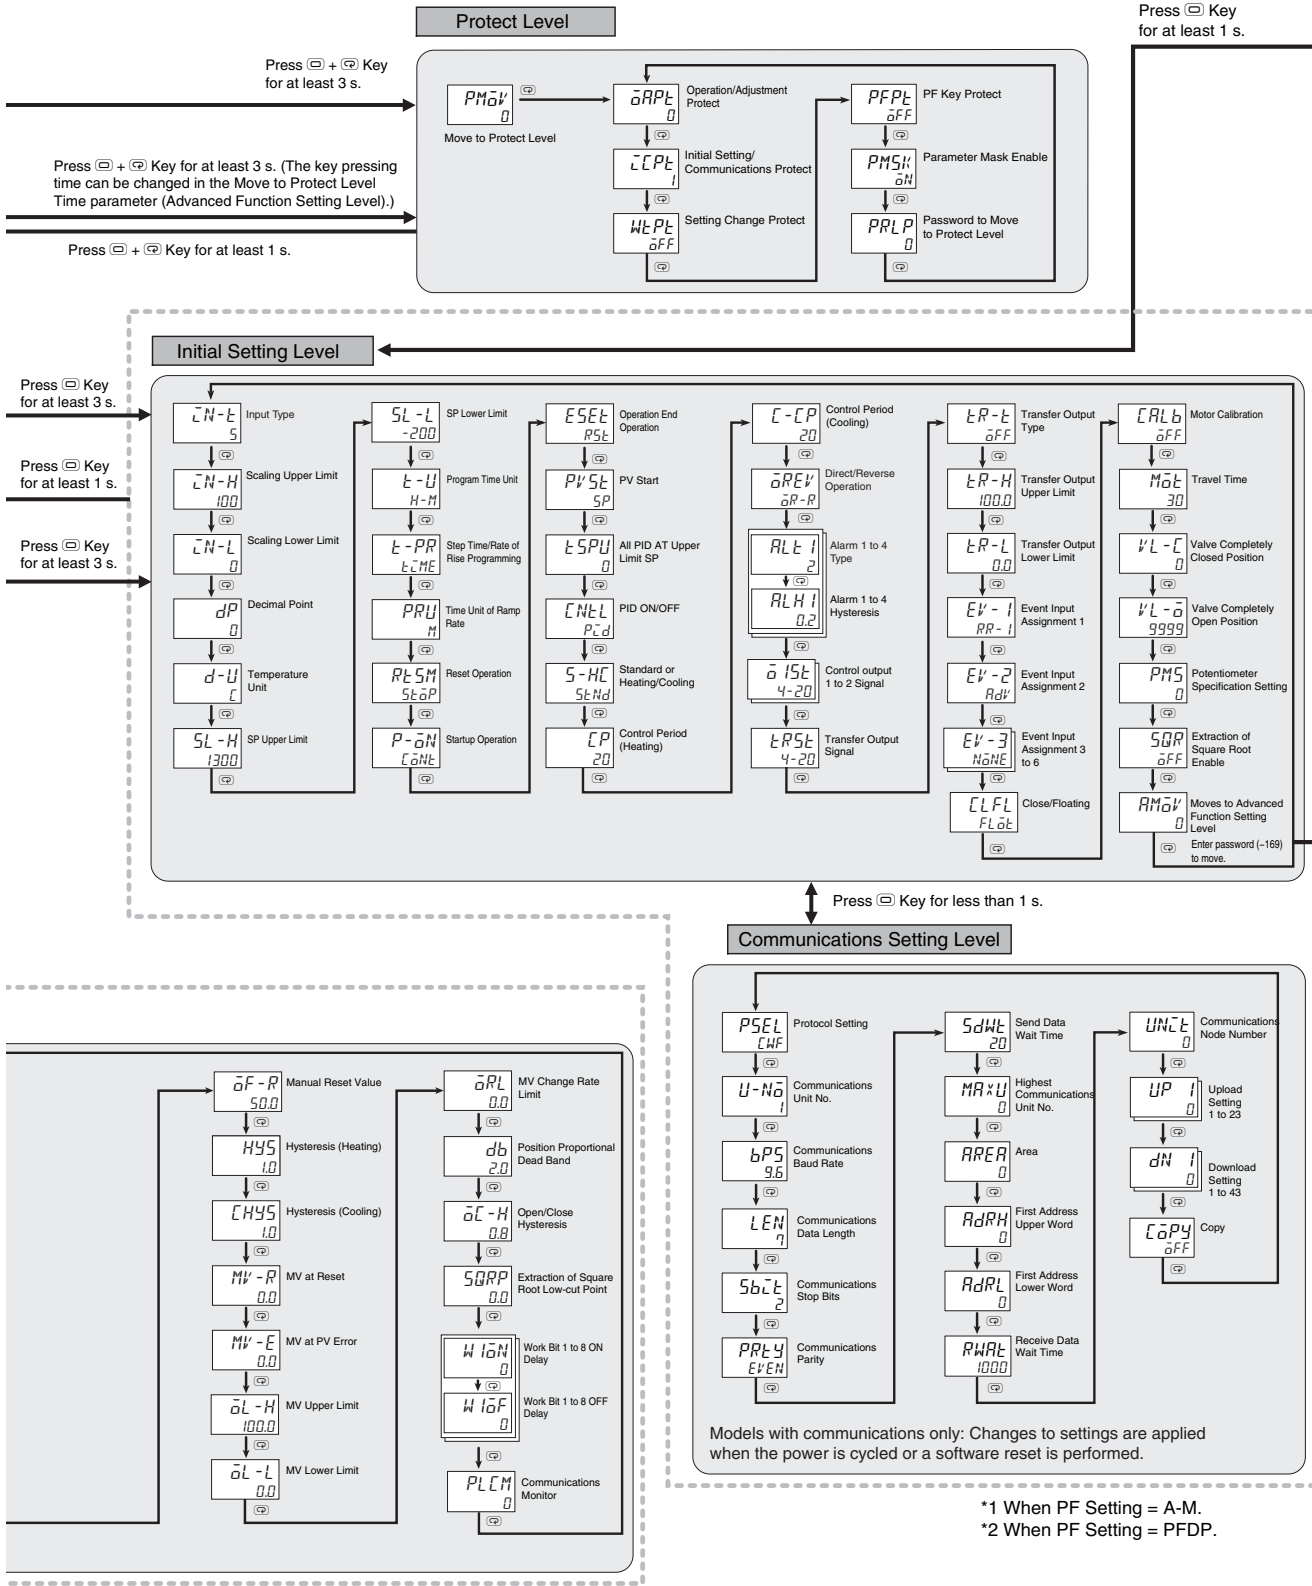 Protect Level
Press Key
for at least 1 s.
Press + Key
for at least 3 s.
PMOV
0
Move to Protect Level
OAPT
0
Operation/Adjustment
Protect
ICPT
1
Initial Setting/
Communications Protect
WTPT
OFF
Setting Change Protect
PFPT
OFF
PF Key Protect
PMSK
ON
Parameter Mask Enable
PRLP
0
Password to Move
to Protect Level
Press + Key for at least 3 s. (The key pressing
time can be changed in the Move to Protect Level
Time parameter (Advanced Function Setting Level).)
Press + Key for at least 1 s.
Initial Setting Level
Press Key
for at least 3 s.
Press Key
for at least 1 s.
Press Key
for at least 3 s.
IN-T
5
Input Type
IN-H
100
Scaling Upper Limit
IN-L
0
Scaling Lower Limit
dP
0
Decimal Point
d-U
C
Temperature
Unit
SL-H
1300
SP Upper Limit
SL-L
-200
SP Lower Limit
T-U
H-M
Program Time Unit
T-PR
TIME
Step Time/Rate of
Rise Programming
PRU
M
Time Unit of Ramp
Rate
RTSM
STOP
Reset Operation
P-ON
CONT
Startup Operation
ESET
RST
Operation End
Operation
PVST
SP
PV Start
TSPU
0
All PID AT Upper
Limit SP
CNTL
PID
PID ON/OFF
S-HC
STND
Standard or
Heating/Cooling
CP
20
Control Period
(Heating)
C-CP
20
Control Period
(Cooling)
OREV
OR-R
Direct/Reverse
Operation
ALT1
2
Alarm 1 to 4
Type
ALH1
0.2
Alarm 1 to 4
Hysteresis
O1ST
4-20
Control output
1 to 2 Signal
TRST
4-20
Transfer Output
Signal
TR-T
OFF
Transfer Output
Type
TR-H
100.0
Transfer Output
Upper Limit
TR-L
0.0
Transfer Output
Lower Limit
EV-1
RR-1
Event Input
Assignment 1
EV-2
AdV
Event Input
Assignment 2
EV-3
NONE
Event Input
Assignment 3
to 6
CLFL
FLOT
Close/Floating
CALb
OFF
Motor Calibration
MOT
30
Travel Time
VL-C
0
Valve Completely
Closed Position
VL-O
9999
Valve Completely
Open Position
PMS
0
Potentiometer
Specification Setting
SQR
OFF
Extraction of
Square Root
Enable
AMOV
0
Moves to Advanced
Function Setting
Level
Enter password (−169)
to move.
Press Key for less than 1 s.
Communications Setting Level
PSEL
CWF
Protocol Setting
U-NO
1
Communications
Unit No.
bPS
9.6
Communications
Baud Rate
LEN
7
Communications
Data Length
SbIT
2
Communications
Stop Bits
PRTY
EVEN
Communications
Parity
SdWT
20
Send Data
Wait Time
MAXU
0
Highest
Communications
Unit No.
AREA
0
Area
AdRH
0
First Address
Upper Word
AdRL
0
First Address
Lower Word
RWAT
1000
Receive Data
Wait Time
UNIT
0
Communications
Node Number
UP 1
0
Upload
Setting
1 to 23
dN 1
0
Download
Setting
1 to 43
COPY
OFF
Copy
Models with communications only: Changes to settings are applied
when the power is cycled or a software reset is performed.
OF-R
50.0
Manual Reset Value
HYS
1.0
Hysteresis (Heating)
CHYS
1.0
Hysteresis (Cooling)
MV-R
0.0
MV at Reset
MV-E
0.0
MV at PV Error
OL-H
100.0
MV Upper Limit
OL-L
0.0
MV Lower Limit
ORL
0.0
MV Change Rate
Limit
db
2.0
Position Proportional
Dead Band
OC-H
0.8
Open/Close
Hysteresis
SQRP
0.0
Extraction of Square
Root Low-cut Point
W1ON
0
Work Bit 1 to 8 ON
Delay
W1OF
0
Work Bit 1 to 8 OFF
Delay
PLCM
0
Communications
Monitor
*1 When PF Setting = A-M.
*2 When PF Setting = PFDP.